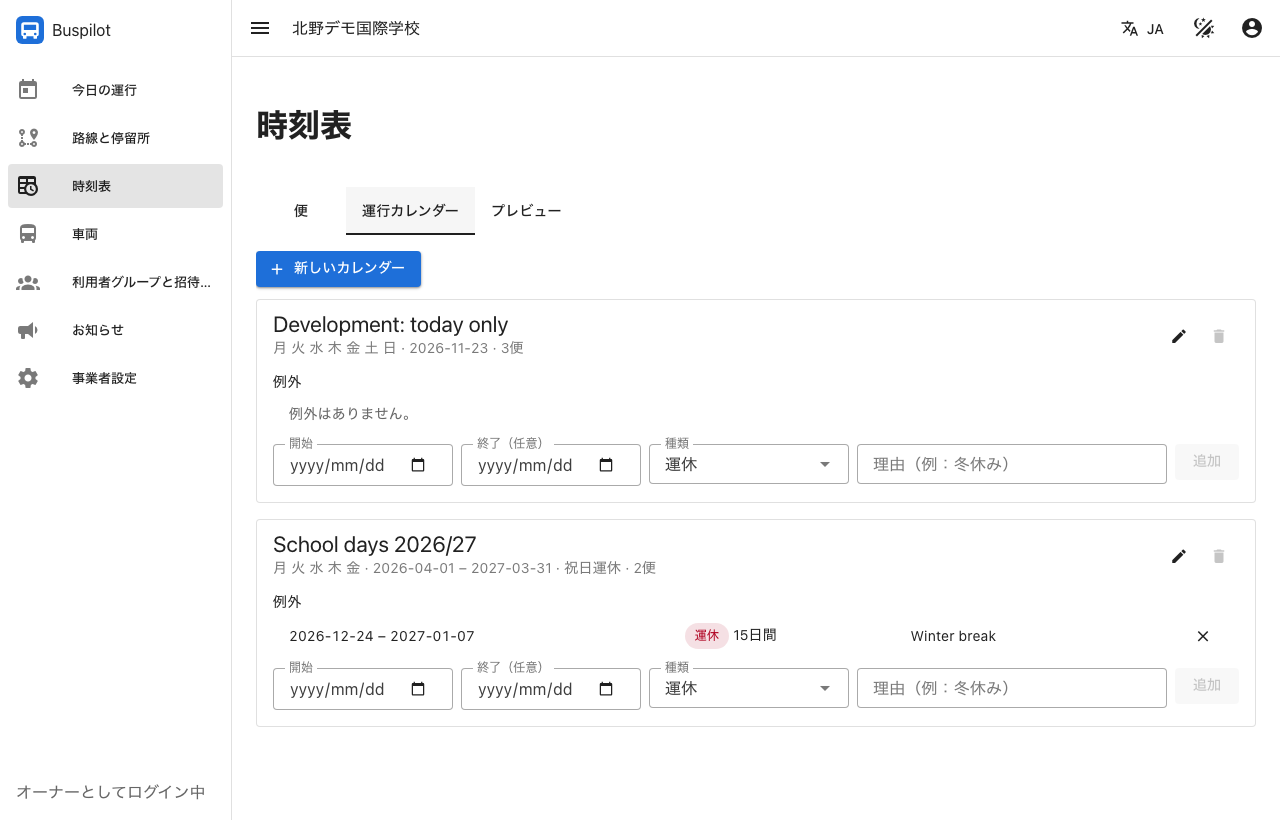 Buspilot
北野デモ国際学校
JA
今日の運行
路線と停留所
時刻表
車両
利用者グループと招待...
お知らせ
事業者設定
オーナーとしてログイン中
時刻表
便 運行カレンダー プレビュー
+ 新しいカレンダー
Development: today only
月 火 水 木 金 土 日 · 2026-11-23 · 3便
例外
例外はありません。
開始 終了（任意） 種類
yyyy/mm/dd yyyy/mm/dd 運休 理由（例：冬休み） 追加
School days 2026/27
月 火 水 木 金 · 2026-04-01 – 2027-03-31 · 祝日運休 · 2便
例外
2026-12-24 – 2027-01-07 運休 15日間 Winter break
開始 終了（任意） 種類
yyyy/mm/dd yyyy/mm/dd 運休 理由（例：冬休み） 追加